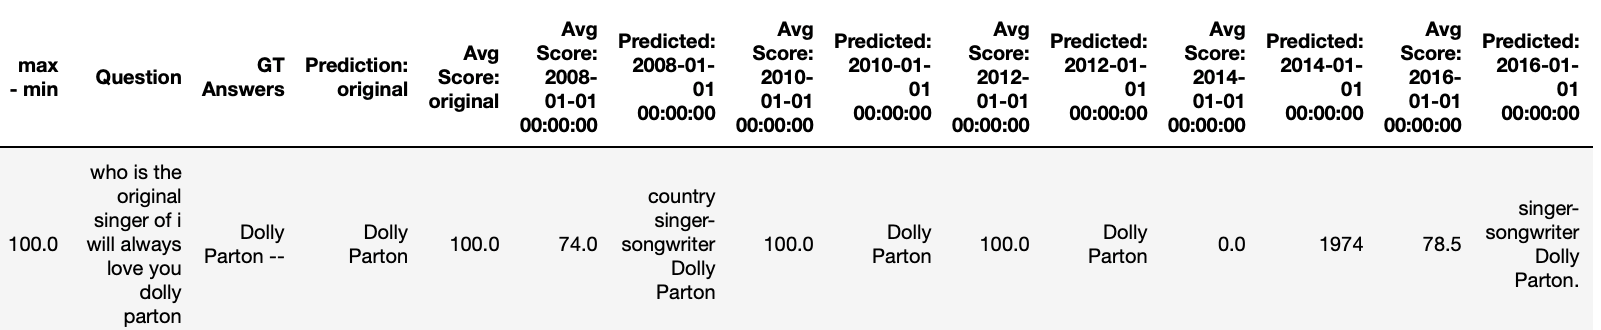 max - min
Question
GT Answers
Prediction: original
Avg Score: original
Avg Score: 2008-01-01 00:00:00
Predicted: 2008-01-01 00:00:00
Avg Score: 2010-01-01 00:00:00
Predicted: 2010-01-01 00:00:00
Avg Score: 2012-01-01 00:00:00
Predicted: 2012-01-01 00:00:00
Avg Score: 2014-01-01 00:00:00
Predicted: 2014-01-01 00:00:00
Avg Score: 2016-01-01 00:00:00
Predicted: 2016-01-01 00:00:00
100.0
who is the original singer of i will always love you dolly parton
Dolly Parton --
Dolly Parton
100.0
74.0
country singer-songwriter Dolly Parton
100.0
Dolly Parton
100.0
Dolly Parton
0.0
1974
78.5
singer-songwriter Dolly Parton.